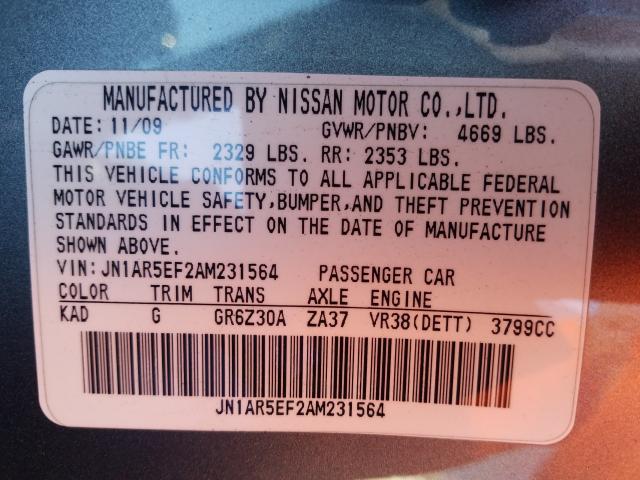 MANUFACTURED BY NISSAN MOTOR CO.,LTD.
DATE: 11/09 GVWR/PNBV: 4669 LBS.
GAWR/PNBE FR: 2329 LBS. RR: 2353 LBS.
THIS VEHICLE CONFORMS TO ALL APPLICABLE FEDERAL
MOTOR VEHICLE SAFETY,BUMPER,AND THEFT PREVENTION
STANDARDS IN EFFECT ON THE DATE OF MANUFACTURE
SHOWN ABOVE.
VIN:JN1AR5EF2AM231564 PASSENGER CAR
COLOR TRIM TRANS AXLE ENGINE
KAD G GR6Z30A ZA37 VR38(DETT) 3799CC
JN1AR5EF2AM231564